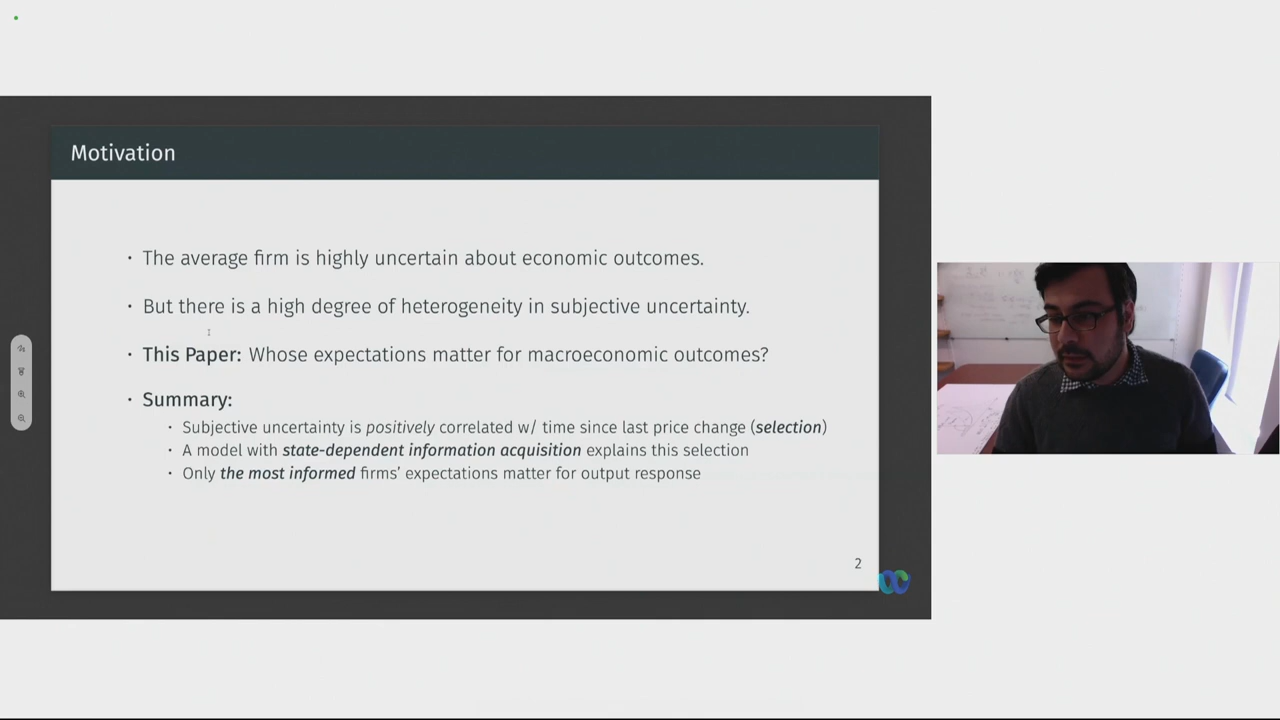 Motivation
· The average firm is highly uncertain about economic outcomes.
· But there is a high degree of heterogeneity in subjective uncertainty.
· This Paper: Whose expectations matter for macroeconomic outcomes?
· Summary:
· Subjective uncertainty is positively correlated w/ time since last price change (selection)
· A model with state-dependent information acquisition explains this selection
· Only the most informed firms' expectations matter for output response
2